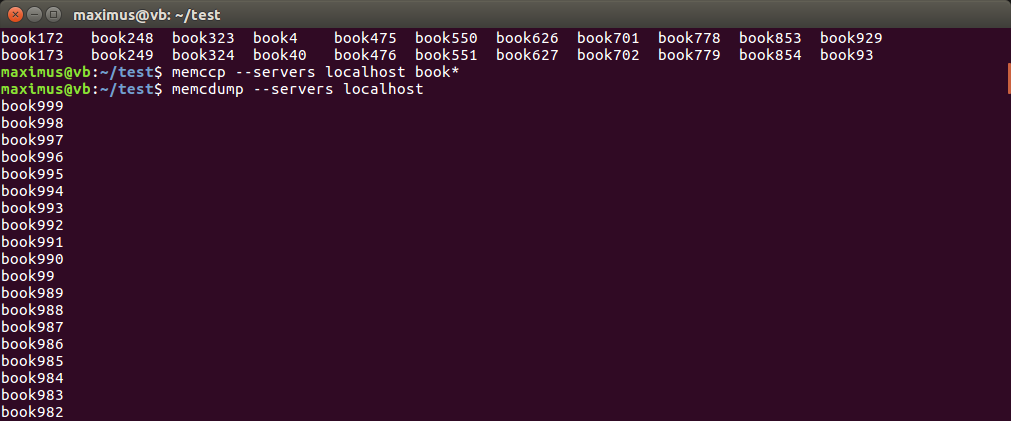 maximus@vb: ~/test
book172 book248 book323 book4 book475 book550 book626 book701 book778 book853 book929
book173 book249 book324 book40 book476 book551 book627 book702 book779 book854 book93
maximus@vb:~/test$ memccp --servers localhost book*
maximus@vb:~/test$ memcdump --servers localhost
book999
book998
book997
book996
book995
book994
book993
book992
book991
book990
book99
book989
book988
book987
book986
book985
book984
book983
book982